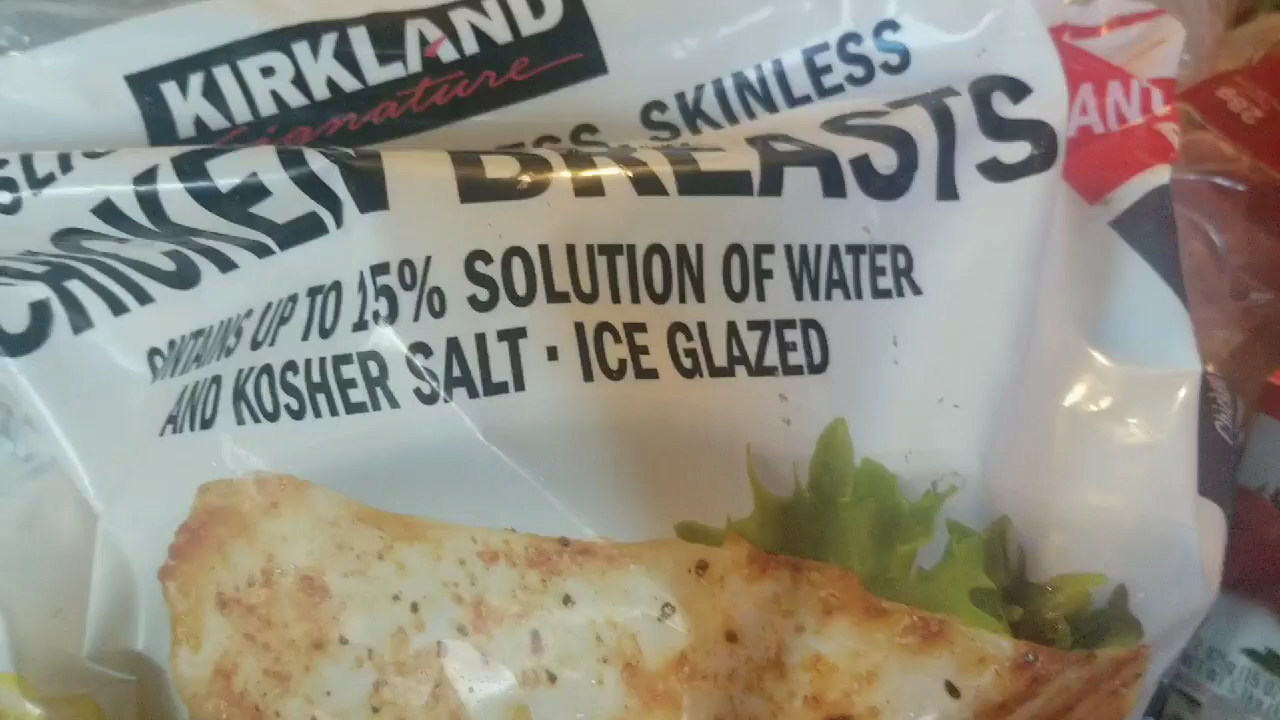 KIRKLAND
Signature
SKINLESS
CHICKEN BREASTS
CONTAINS UP TO 15% SOLUTION OF WATER
AND KOSHER SALT · ICE GLAZED